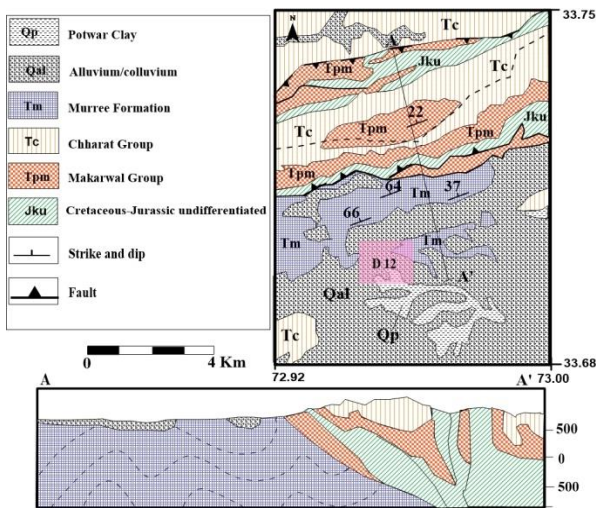 Qp Potwar Clay
Qal Alluvium/colluvium
Tm Murree Formation
Tc Chharat Group
Tpm Makarwal Group
Jku Cretaceous-Jurassic undifferentiated
Strike and dip
Fault
0 4 Km
N
33.75
Tc
A
Tpm
Jku
Tc
22
Tpm
Tc
Jku
Tpm
Tpm
64
Tm
37
66
Tm
Tm
D 12
A'
Qal
Qp
Tc
33.68
72.92
73.00
A A'
500
0
500